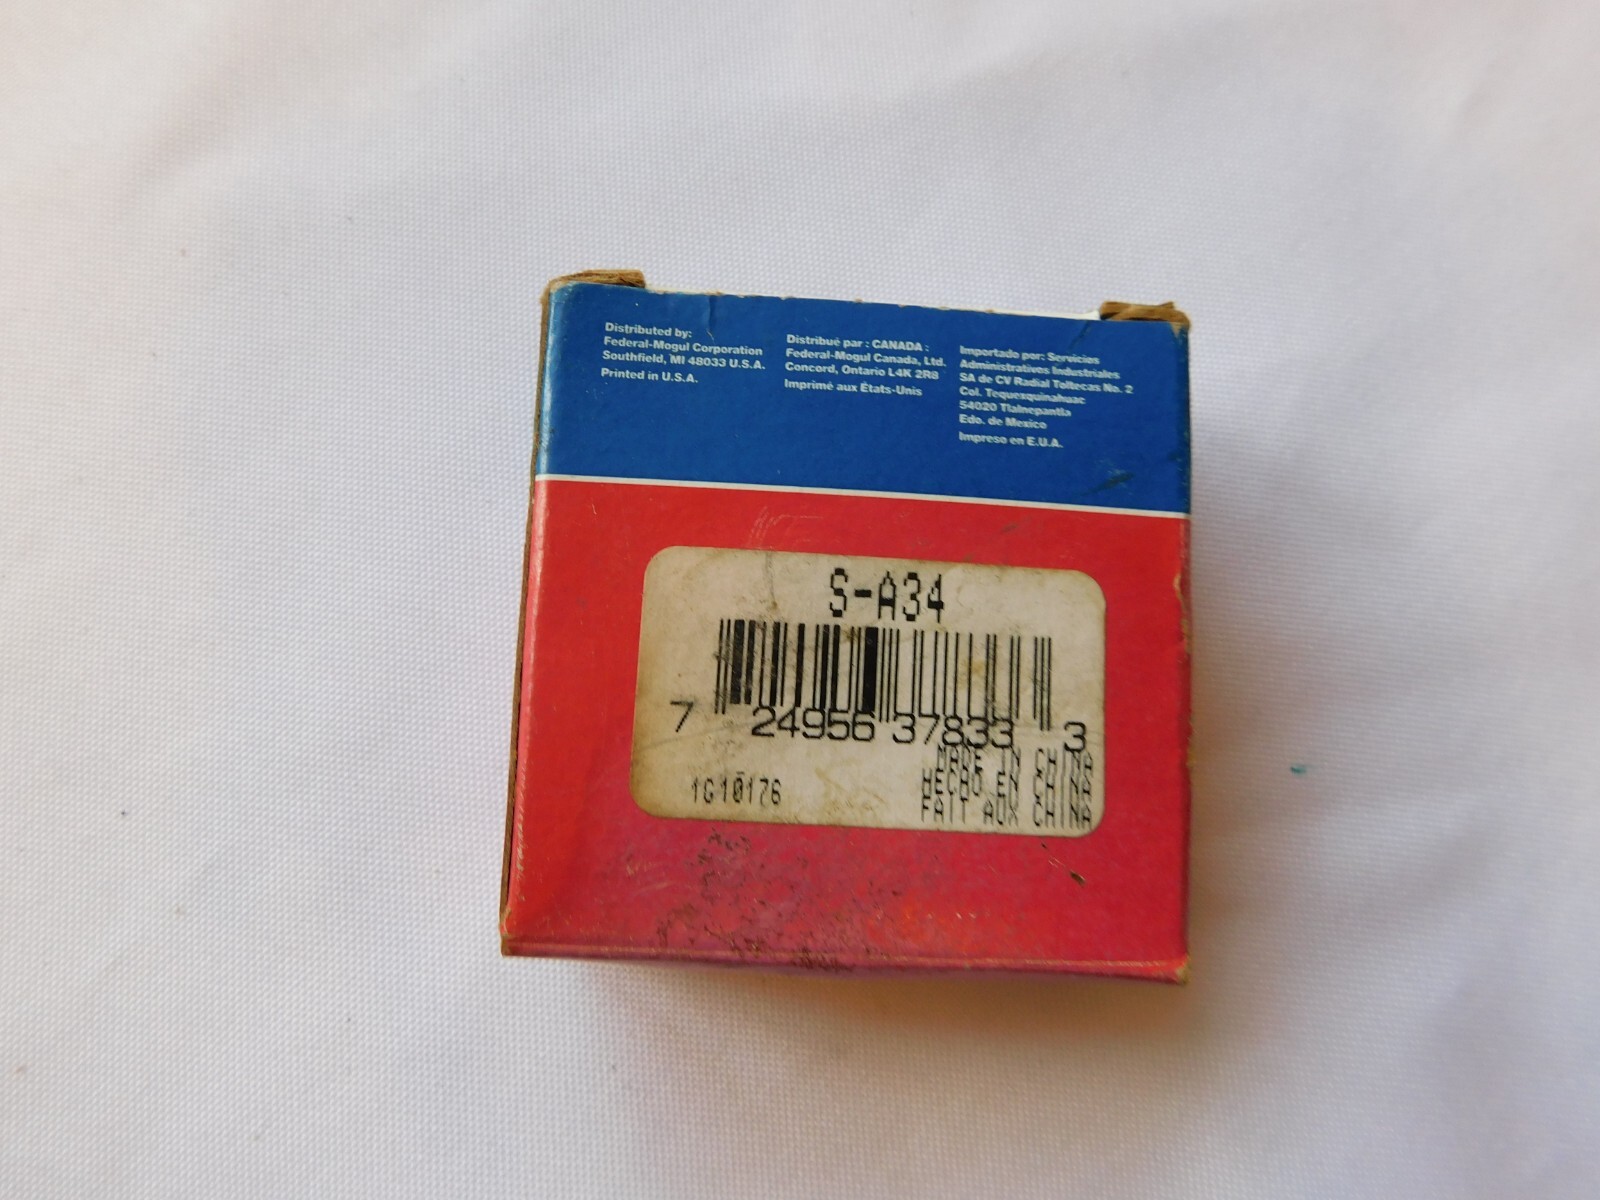 Distributed by:
Federal-Mogul Corporation
Southfield, MI 48033 U.S.A.
Printed in U.S.A.
Distribué par : CANADA :
Federal-Mogul Canada, Ltd.
Concord, Ontario L4K 2R8
Imprimé aux États-Unis
Importado por: Servicios
Administrativos Industriales
SA de CV Radial Toltecas No. 2
Col. Tequexquinahuac
54020 Tlalnepantla
Edo. de Mexico
Impreso en E.U.A.
S-A34
7 24956 37833 3
MADE IN CHINA
1G10176 HECHO EN CHINA
FAIT AUX CHINA